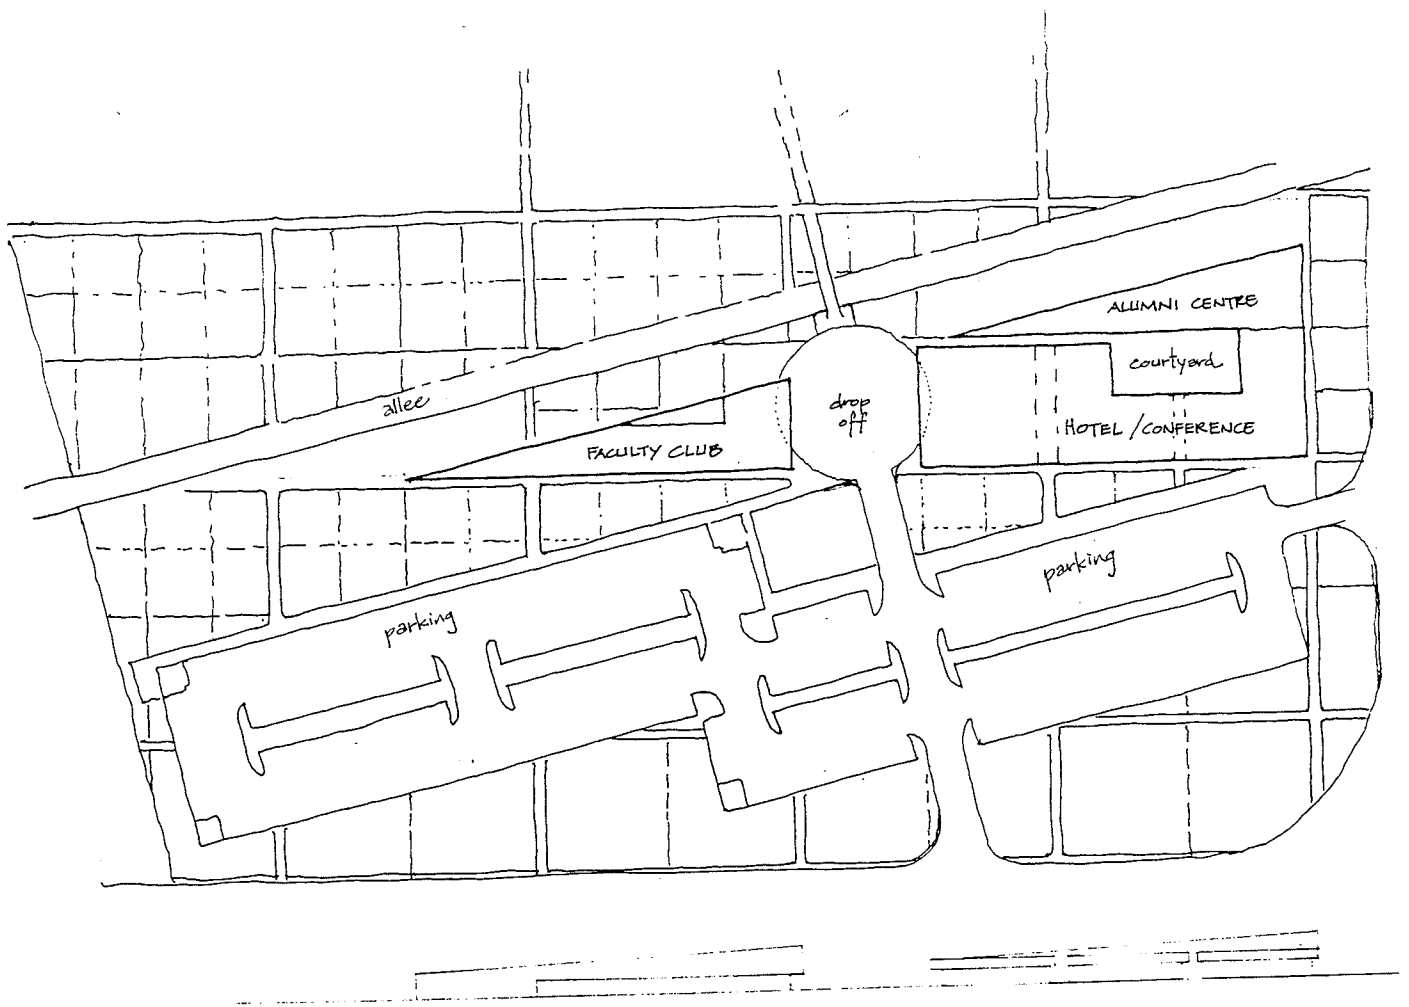 ALUMNI CENTRE
courtyard
allee
drop
off
HOTEL / CONFERENCE
FACULTY CLUB
parking
parking